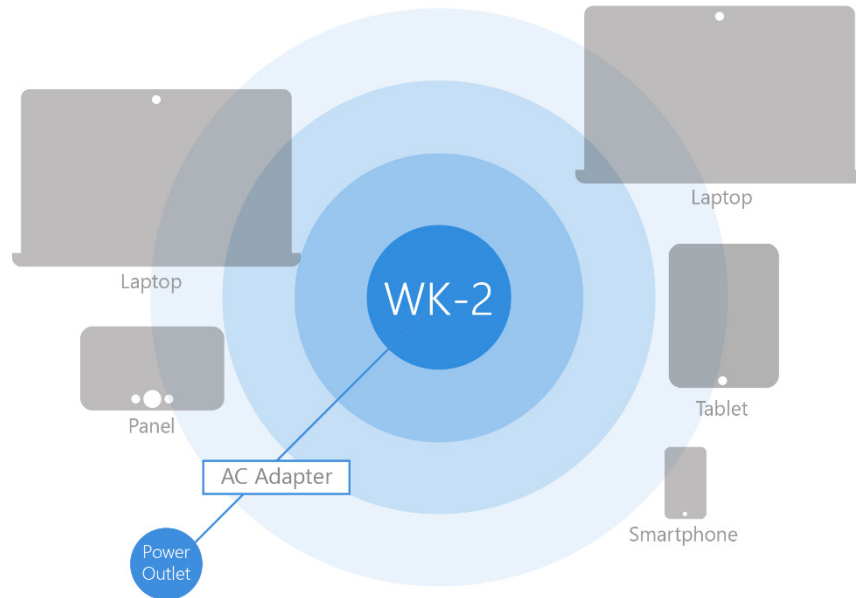 Laptop
Laptop
WK-2
Panel
Tablet
AC Adapter
Smartphone
Power
Outlet